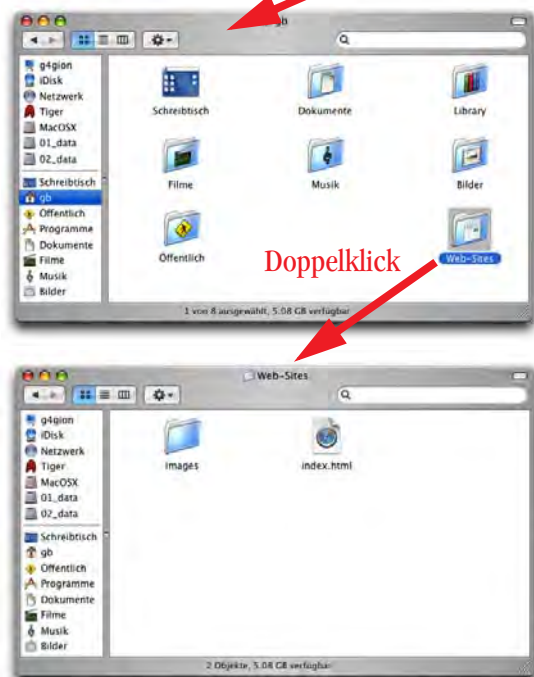 gb
g4gion
iDisk
Netzwerk
Tiger
MacOSX
01_data
02_data
Schreibtisch
gb
Öffentlich
Programme
Dokumente
Filme
Musik
Bilder
Schreibtisch
Dokumente
Library
Filme
Musik
Bilder
Öffentlich
Web-Sites
Doppelklick
1 von 8 ausgewählt, 5.08 GB verfügbar
Web-Sites
g4gion
iDisk
Netzwerk
Tiger
MacOSX
01_data
02_data
Schreibtisch
gb
Öffentlich
Programme
Dokumente
Filme
Musik
Bilder
images
index.html
2 Objekte, 5.08 GB verfügbar